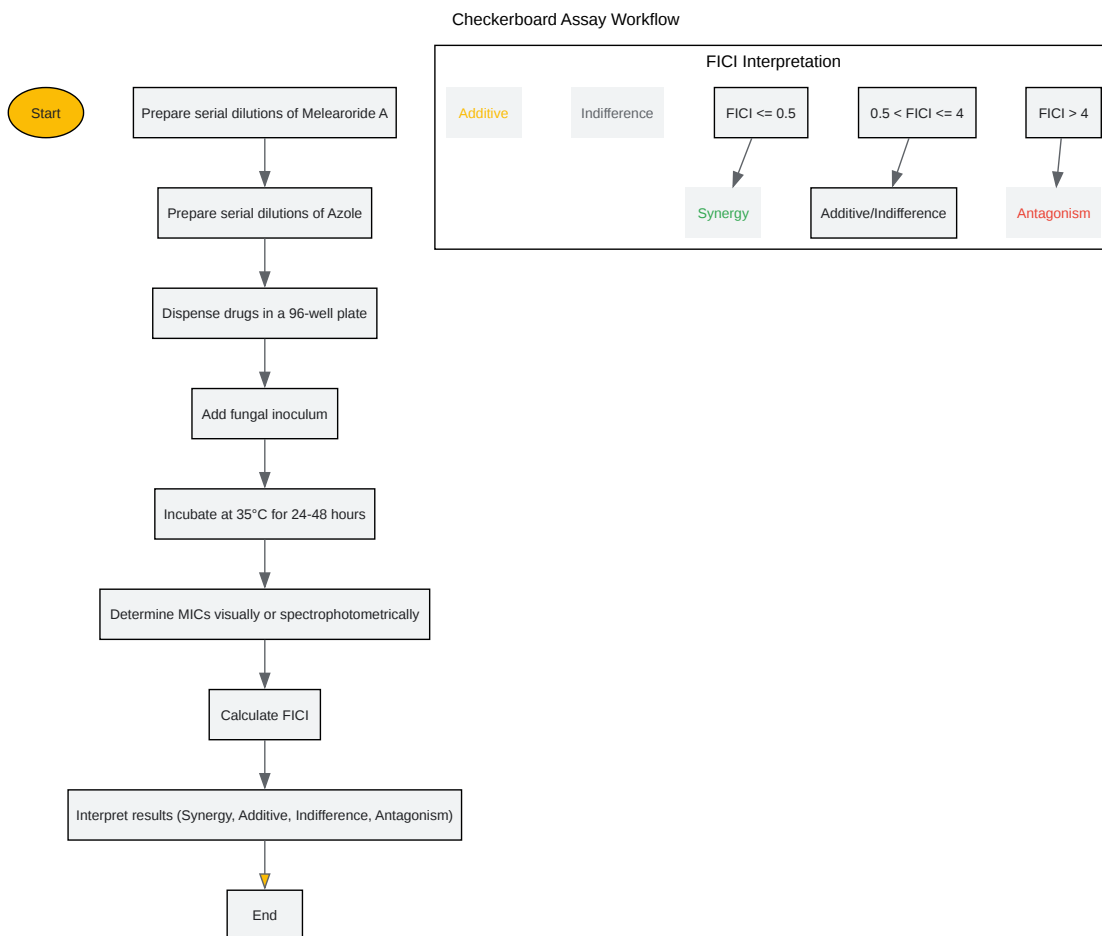 Checkerboard Assay Workflow
FICI Interpretation
Start
Prepare serial dilutions of Melearoride A
Additive
Indifference
FICI <= 0.5
0.5 < FICI <= 4
FICI > 4
Prepare serial dilutions of Azole
Synergy
Additive/Indifference
Antagonism
Dispense drugs in a 96-well plate
Add fungal inoculum
Incubate at 35°C for 24-48 hours
Determine MICs visually or spectrophotometrically
Calculate FICI
Interpret results (Synergy, Additive, Indifference, Antagonism)
End